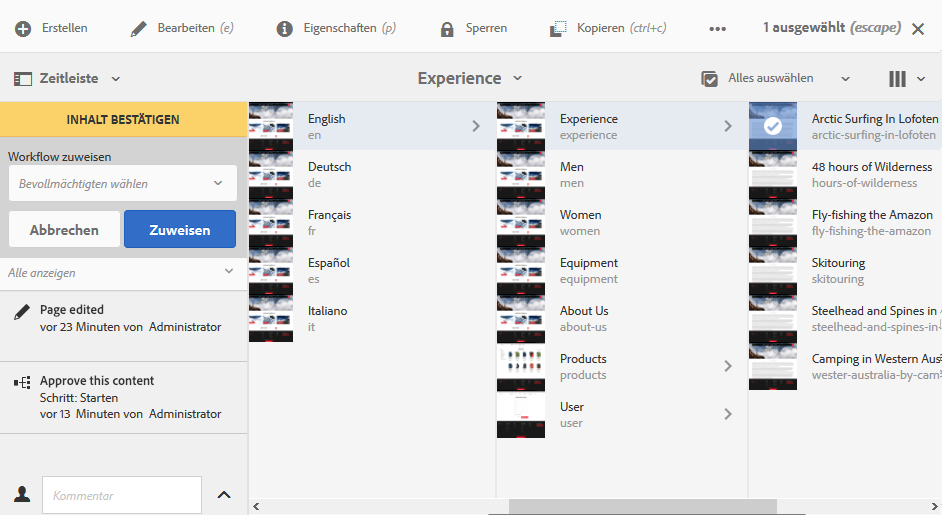 Erstellen
Bearbeiten (e)
Eigenschaften (p)
Sperren
Kopieren (ctrl+c)
1 ausgewählt (escape)
Zeitleiste
Experience
Alles auswählen
INHALT BESTÄTIGEN
Workflow zuweisen
Bevollmächtigten wählen
Abbrechen
Zuweisen
Alle anzeigen
Page edited
vor 23 Minuten von Administrator
Approve this content
Schritt: Starten
vor 13 Minuten von Administrator
Kommentar
English
en
Deutsch
de
Français
fr
Español
es
Italiano
it
Experience
experience
Men
men
Women
women
Equipment
equipment
About Us
about-us
Products
products
User
user
Arctic Surfing In Lofoten
arctic-surfing-in-lofoten
48 hours of Wilderness
hours-of-wilderness
Fly-fishing the Amazon
fly-fishing-the-amazon
Skitouring
skitouring
Steelhead and Spines in
steelhead-and-spines-in-
Camping in Western Aus
wester-australia-by-cam